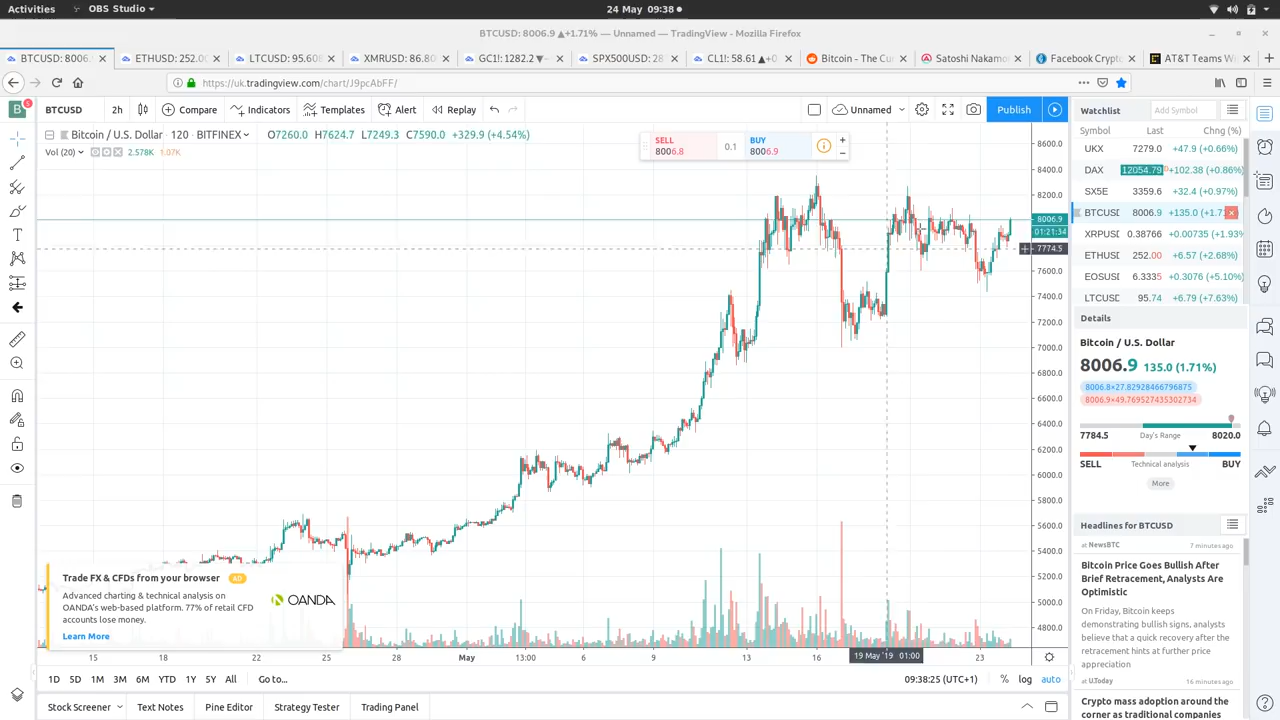 Activities OBS Studio 24 May 09:38
BTCUSD: 8006.9 ▲+1.71% — Unnamed — TradingView - Mozilla Firefox
BTCUSD: 8006. ETHUSD: 252.0 LTCUSD: 95.60 XMRUSD: 86.80 GC1!: 1282.2 ▼ SPX500USD: 28 CL1!: 58.61 ▲+0 Bitcoin - The Cu Satoshi Nakamo Facebook Crypt AT&T Teams Wi
https://uk.tradingview.com/chart/J9pcAbFF/
BTCUSD 2h Compare Indicators Templates Alert Replay Unnamed Publish
Bitcoin / U.S. Dollar • 120 • BITFINEX O7260.0 H7624.7 L7249.3 C7590.0 +329.9 (+4.54%)
Vol (20) 2.578K 1.07K
SELL
8006.8
0.1
BUY
8006.9
8600.0
8400.0
8200.0
8006.9
01:21:34
7774.5
7600.0
7400.0
7200.0
7000.0
6800.0
6600.0
6400.0
6200.0
6000.0
5800.0
5600.0
5400.0
5200.0
5000.0
4800.0
Trade FX & CFDs from your browser AD
Advanced charting & technical analysis on
OANDA's web-based platform. 77% of retail CFD
accounts lose money.
Learn More
OANDA
15 18 22 25 28 May 13:00 6 9 13 16 19 May '19 01:00 23
1D 5D 1M 3M 6M YTD 1Y 5Y All Go to... 09:38:25 (UTC+1) % log auto
Stock Screener Text Notes Pine Editor Strategy Tester Trading Panel
Watchlist Add Symbol
Symbol Last Chg (%)
UKX 7279.0 +47.9 (+0.66%)
DAX 12054.79 +102.38 (+0.86%)
SX5E 3359.6 +32.4 (+0.97%)
BTCUSD 8006.9 +135.0 (+1.7
XRPUSD 0.38766 +0.00735 (+1.93%
ETHUSD 252.00 +6.57 (+2.68%)
EOSUSD 6.3335 +0.3076 (+5.10%)
LTCUSD 95.74 +6.79 (+7.63%)
Details
Bitcoin / U.S. Dollar
8006.9 135.0 (1.71%)
8006.8×27.82928466796875
8006.9×49.769527435302734
7784.5 Day's Range 8020.0
SELL Technical analysis BUY
More
Headlines for BTCUSD
at NewsBTC 7 minutes ago
Bitcoin Price Goes Bullish After
Brief Retracement, Analysts Are
Optimistic
On Friday, Bitcoin keeps
demonstrating bullish signs, analysts
believe that a quick recovery after the
retracement hints at further price
appreciation
at U.Today 16 minutes ago
Crypto mass adoption around the
corner as traditional companies